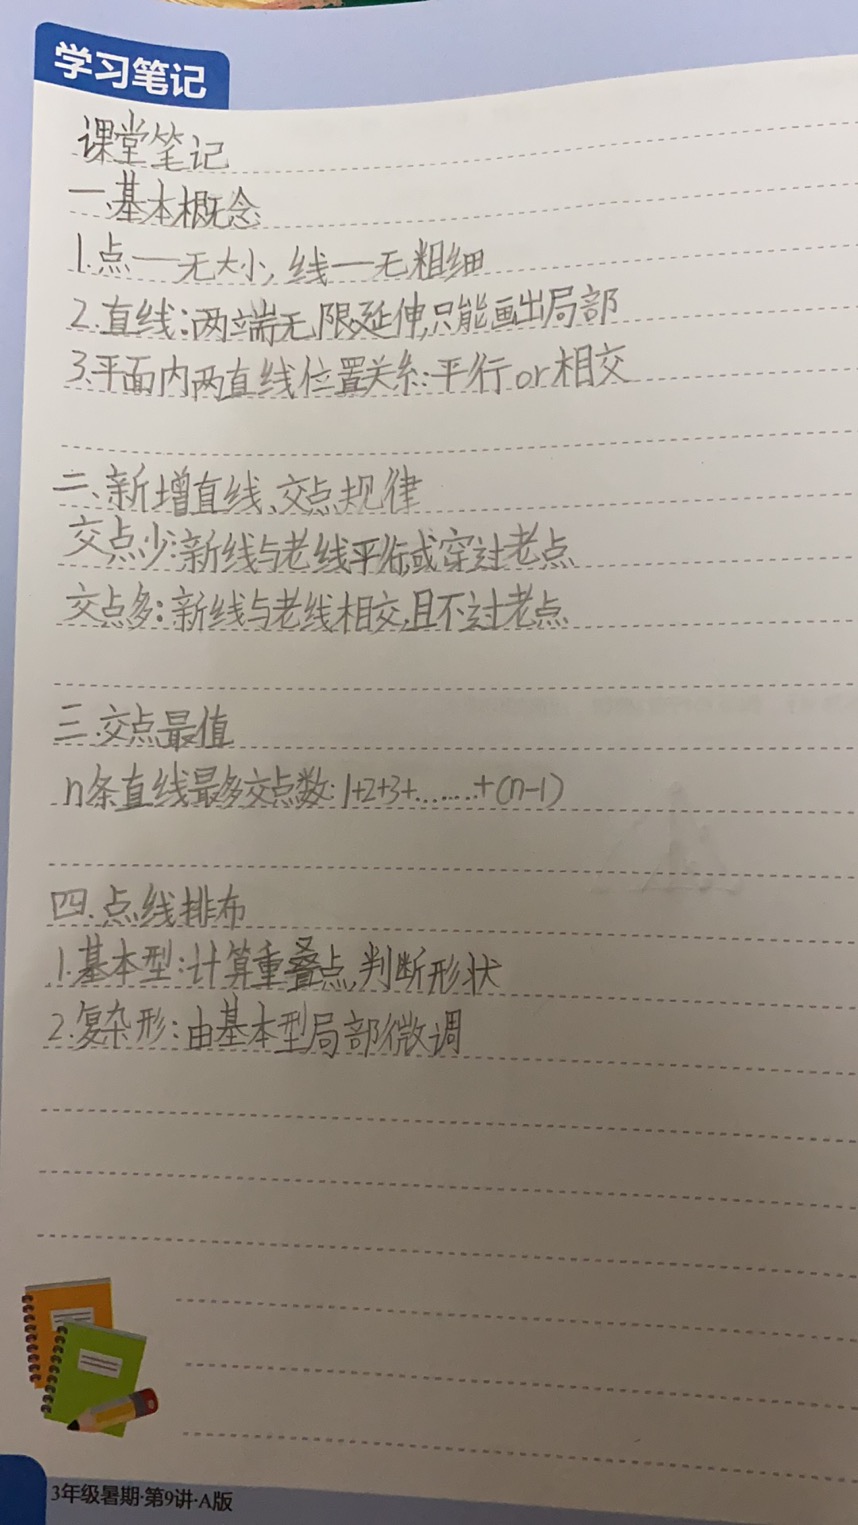 学习笔记
课堂笔记
一.基本概念
1.点——无大小,线—无粗细
2.直线:两端无限延伸,只能画出局部
3.平面内两直线位置关系:平行or相交
二、新增直线、交点规律
交点少:新线与老线平行,或穿过老点
交点多:新线与老线相交,且不过老点
三.交点最值
n条直线最多交点数:1+2+3+.......+(n-1)
四.点线排布
1.基本型:计算重叠点,判断形状
2.复杂形:由基本型局部微调
3年级暑期·第9讲·A版